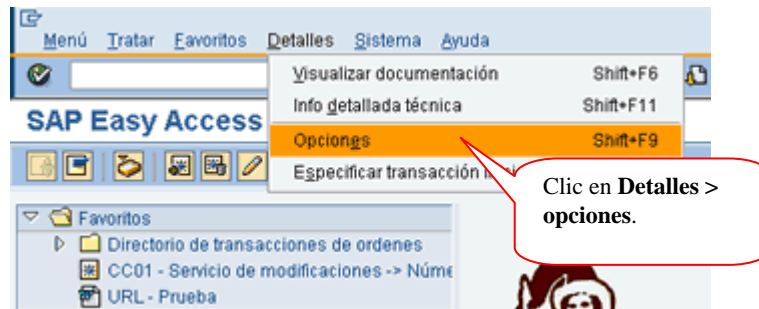 Menú Tratar Favoritos Detalles Sistema Ayuda
Visualizar documentación Shift+F6
Info detallada técnica Shift+F11
SAP Easy Access
Opciones Shift+F9
Especificar transacción
Clic en Detalles >
opciones.
Favoritos
Directorio de transacciones de ordenes
CC01 - Servicio de modificaciones -> Núme
URL - Prueba